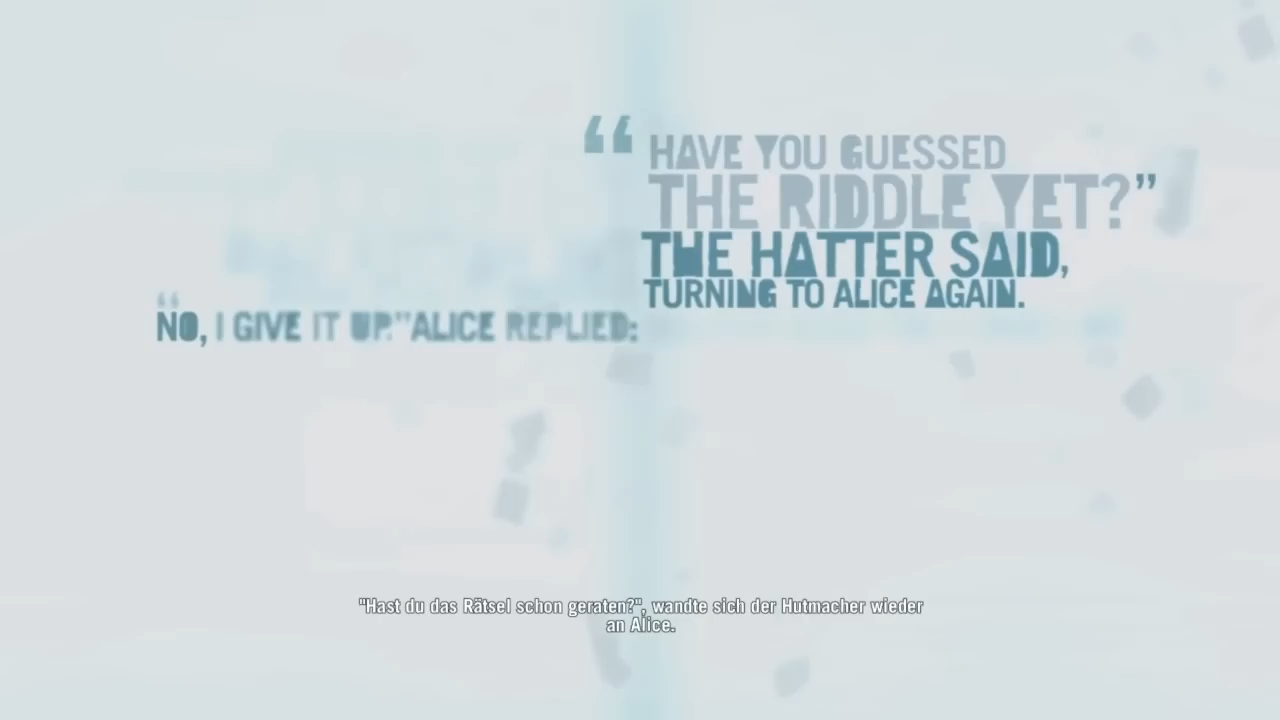 “HAVE YOU GUESSED
THE RIDDLE YET?”
THE HATTER SAID,
TURNING TO ALICE AGAIN.
“NO, I GIVE IT UP.” ALICE REPLIED:
"Hast du das Rätsel schon geraten?", wandte sich der Hutmacher wieder
an Alice.